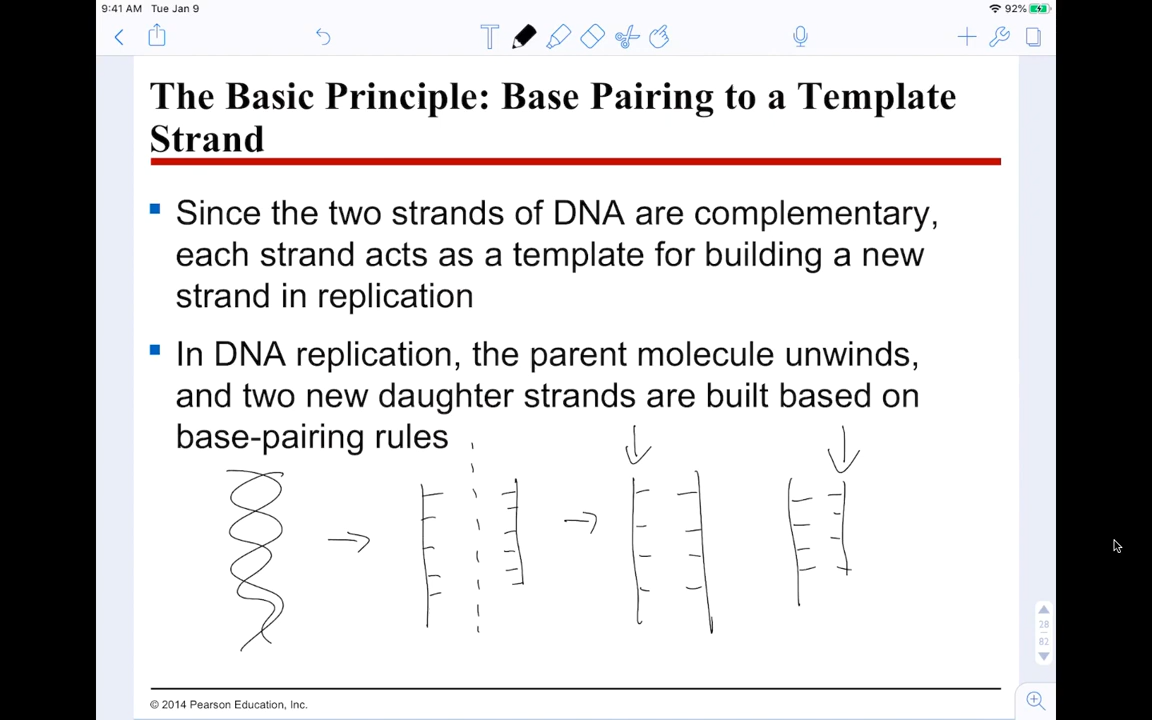 9:41 AM Tue Jan 9
92%
The Basic Principle: Base Pairing to a Template
Strand
Since the two strands of DNA are complementary,
each strand acts as a template for building a new
strand in replication
In DNA replication, the parent molecule unwinds,
and two new daughter strands are built based on
base-pairing rules
28
82
© 2014 Pearson Education, Inc.